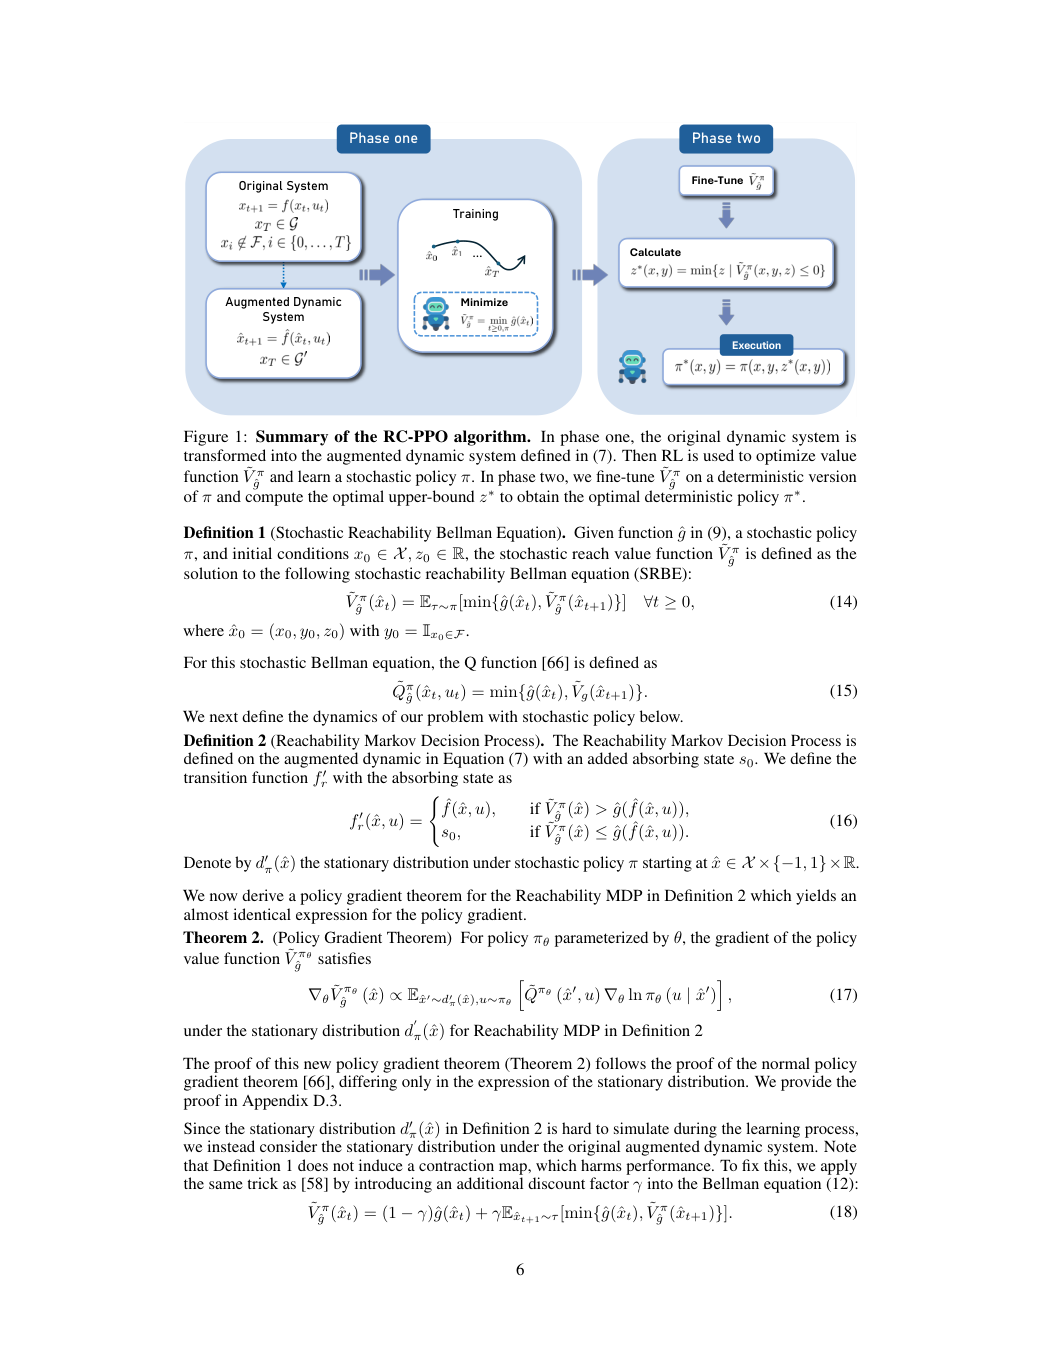 Phase one
Original System
x_{t+1} = f(x_t, u_t)
x_T ∈ 𝒢
x_i ∉ ℱ, i ∈ {0, …, T}
Augmented Dynamic
System
x̂_{t+1} = f̂(x̂_t, u_t)
x_T ∈ 𝒢′
Training
x̂_0 x̂_1 ... x̂_T
Minimize
Ṽ_ĝ^π = min_{t≥0,π} ĝ(x̂_t)
Phase two
Fine-Tune Ṽ_ĝ^π
Calculate
z*(x, y) = min{z | Ṽ_ĝ^π(x, y, z) ≤ 0}
Execution
π*(x, y) = π(x, y, z*(x, y))
Figure 1: Summary of the RC-PPO algorithm. In phase one, the original dynamic system is
transformed into the augmented dynamic system defined in (7). Then RL is used to optimize value
function Ṽ_ĝ^π and learn a stochastic policy π. In phase two, we fine-tune Ṽ_ĝ^π on a deterministic version
of π and compute the optimal upper-bound z* to obtain the optimal deterministic policy π*.
Definition 1 (Stochastic Reachability Bellman Equation). Given function ĝ in (9), a stochastic policy
π, and initial conditions x_0 ∈ 𝒳, z_0 ∈ ℝ, the stochastic reach value function Ṽ_ĝ^π is defined as the
solution to the following stochastic reachability Bellman equation (SRBE):
Ṽ_ĝ^π(x̂_t) = 𝔼_{τ∼π}[min{ĝ(x̂_t), Ṽ_ĝ^π(x̂_{t+1})}] ∀t ≥ 0, (14)
where x̂_0 = (x_0, y_0, z_0) with y_0 = 𝕀_{x_0∈ℱ}.
For this stochastic Bellman equation, the Q function [66] is defined as
Q̃_ĝ^π(x̂_t, u_t) = min{ĝ(x̂_t), Ṽ_g(x̂_{t+1})}. (15)
We next define the dynamics of our problem with stochastic policy below.
Definition 2 (Reachability Markov Decision Process). The Reachability Markov Decision Process is
defined on the augmented dynamic in Equation (7) with an added absorbing state s_0. We define the
transition function f′_r with the absorbing state as
f′_r(x̂, u) = { f̂(x̂, u), if Ṽ_ĝ^π(x̂) > ĝ(f̂(x̂, u)),
s_0, if Ṽ_ĝ^π(x̂) ≤ ĝ(f̂(x̂, u)). (16)
Denote by d′_π(x̂) the stationary distribution under stochastic policy π starting at x̂ ∈ 𝒳 × {−1, 1} × ℝ.
We now derive a policy gradient theorem for the Reachability MDP in Definition 2 which yields an
almost identical expression for the policy gradient.
Theorem 2. (Policy Gradient Theorem) For policy π_θ parameterized by θ, the gradient of the policy
value function Ṽ_ĝ^{π_θ} satisfies
∇_θ Ṽ_ĝ^{π_θ} (x̂) ∝ 𝔼_{x̂′∼d′_π(x̂),u∼π_θ} [Q̃^{π_θ} (x̂′, u) ∇_θ ln π_θ (u | x̂′)], (17)
under the stationary distribution d′_π(x̂) for Reachability MDP in Definition 2
The proof of this new policy gradient theorem (Theorem 2) follows the proof of the normal policy
gradient theorem [66], differing only in the expression of the stationary distribution. We provide the
proof in Appendix D.3.
Since the stationary distribution d′_π(x̂) in Definition 2 is hard to simulate during the learning process,
we instead consider the stationary distribution under the original augmented dynamic system. Note
that Definition 1 does not induce a contraction map, which harms performance. To fix this, we apply
the same trick as [58] by introducing an additional discount factor γ into the Bellman equation (12):
Ṽ_ĝ^π(x̂_t) = (1 − γ)ĝ(x̂_t) + γ𝔼_{x̂_{t+1}∼τ}[min{ĝ(x̂_t), Ṽ_ĝ^π(x̂_{t+1})}]. (18)
6